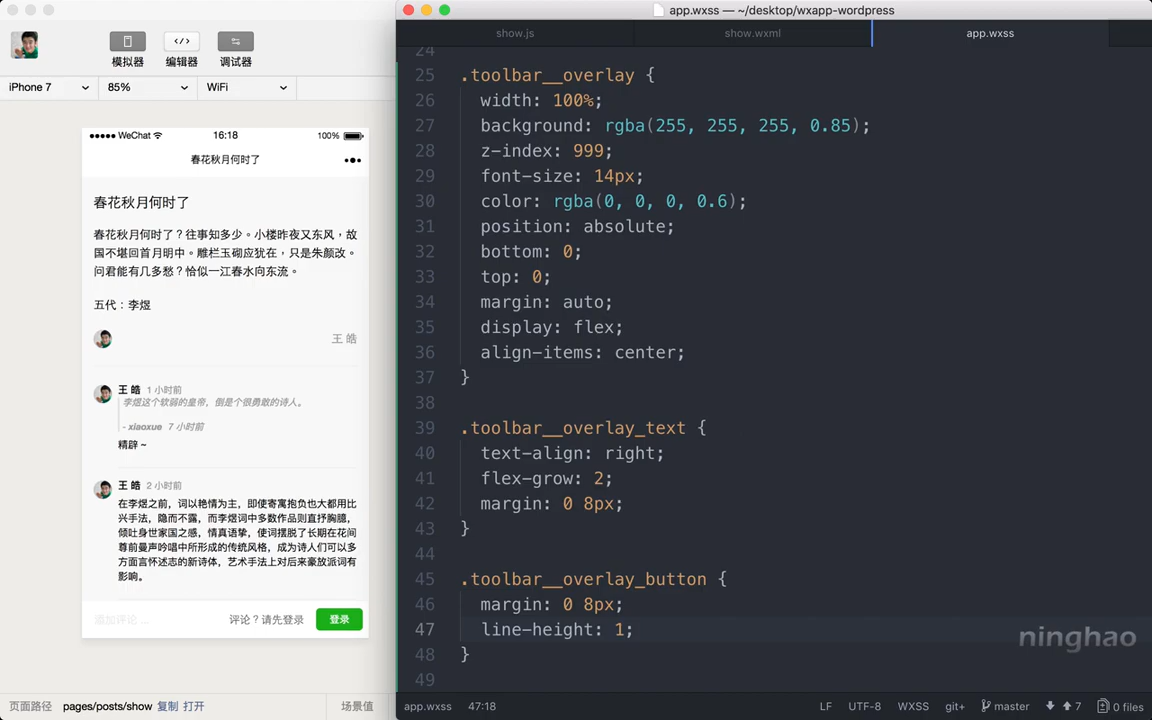 app.wxss — ~/desktop/wxapp-wordpress
模拟器 编辑器 调试器
iPhone 7 85% WiFi
show.js show.wxml app.wxss
WeChat 16:18 100%
春花秋月何时了
春花秋月何时了
春花秋月何时了？往事知多少。小楼昨夜又东风，故
国不堪回首月明中。雕栏玉砌应犹在，只是朱颜改。
问君能有几多愁？恰似一江春水向东流。
五代：李煜
王 皓
王 皓 1 小时前
李煜这个软弱的皇帝，倒是个很勇敢的诗人。
- xiaoxue 7 小时前
精辟 ~
王 皓 2 小时前
在李煜之前，词以艳情为主，即使寄寓抱负也大都用比
兴手法，隐而不露，而李煜词中多数作品则直抒胸臆，
倾吐身世家国之感，情真语挚，使词摆脱了长期在花间
尊前曼声吟唱中所形成的传统风格，成为诗人们可以多
方面言怀述志的新诗体，艺术手法上对后来豪放派词有
影响。
添加评论 ... 评论？请先登录 登录
页面路径 pages/posts/show 复制 打开 场景值
24
25 .toolbar__overlay {
26 width: 100%;
27 background: rgba(255, 255, 255, 0.85);
28 z-index: 999;
29 font-size: 14px;
30 color: rgba(0, 0, 0, 0.6);
31 position: absolute;
32 bottom: 0;
33 top: 0;
34 margin: auto;
35 display: flex;
36 align-items: center;
37 }
38
39 .toolbar__overlay_text {
40 text-align: right;
41 flex-grow: 2;
42 margin: 0 8px;
43 }
44
45 .toolbar__overlay_button {
46 margin: 0 8px;
47 line-height: 1;
48 }
49
ninghao
app.wxss 47:18 LF UTF-8 WXSS git+ master 7 0 files